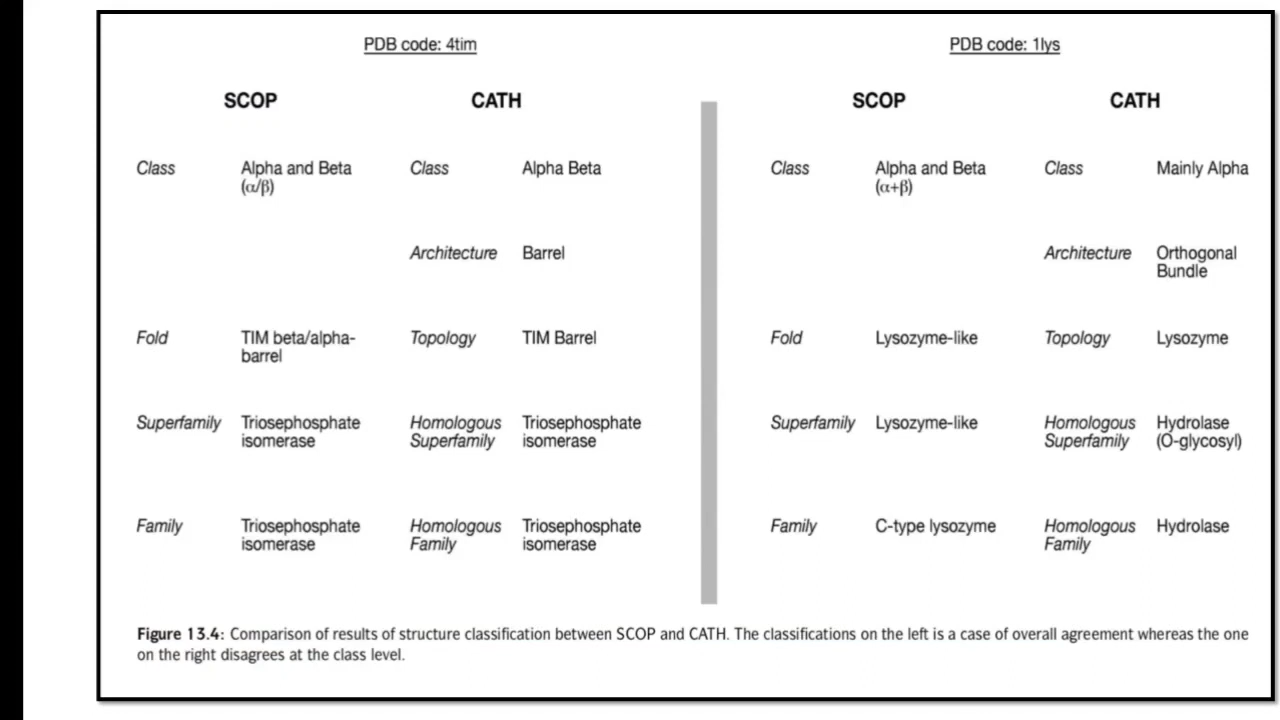 PDB code: 4tim
SCOP CATH
Class Alpha and Beta Class Alpha Beta
(α/β)
Architecture Barrel
Fold TIM beta/alpha- Topology TIM Barrel
barrel
Superfamily Triosephosphate Homologous Triosephosphate
isomerase Superfamily isomerase
Family Triosephosphate Homologous Triosephosphate
isomerase Family isomerase
PDB code: 1lys
SCOP CATH
Class Alpha and Beta Class Mainly Alpha
(α+β)
Architecture Orthogonal
Bundle
Fold Lysozyme-like Topology Lysozyme
Superfamily Lysozyme-like Homologous Hydrolase
Superfamily (O-glycosyl)
Family C-type lysozyme Homologous Hydrolase
Family
Figure 13.4: Comparison of results of structure classification between SCOP and CATH. The classifications on the left is a case of overall agreement whereas the one
on the right disagrees at the class level.